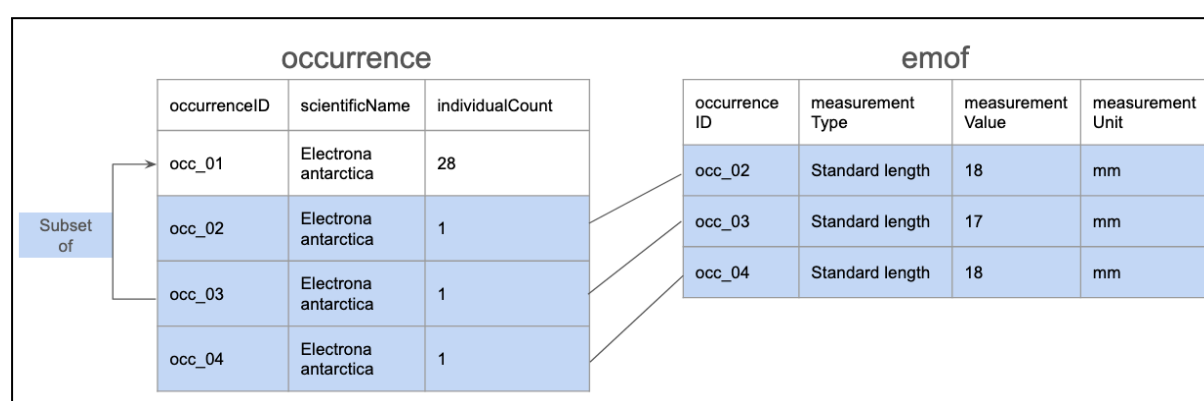 occurrence
occurrenceID scientificName individualCount
occ_01 Electrona antarctica 28
occ_02 Electrona antarctica 1
occ_03 Electrona antarctica 1
occ_04 Electrona antarctica 1
Subset
of
emof
occurrence ID measurement Type measurement Value measurement Unit
occ_02 Standard length 18 mm
occ_03 Standard length 17 mm
occ_04 Standard length 18 mm